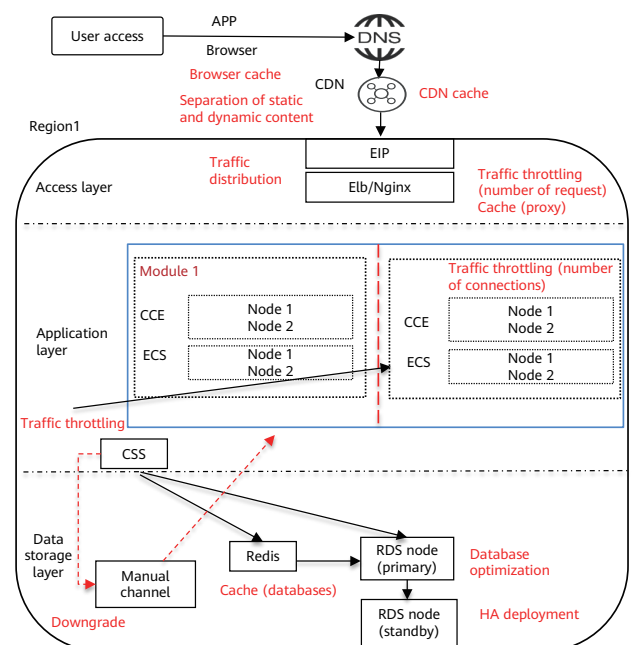 User access
APP
Browser
DNS
Browser cache
CDN
CDN cache
Separation of static
and dynamic content
Region1
EIP
Traffic
distribution
Elb/Nginx
Access layer
Traffic throttling
(number of request)
Cache (proxy)
Module 1
Traffic throttling (number
of connections)
CCE
Node 1
Node 2
ECS
Node 1
Node 2
CCE
Node 1
Node 2
ECS
Node 1
Node 2
Application
layer
Traffic throttling
CSS
Data
storage
layer
Redis
RDS node
(primary)
Database
optimization
Manual
channel
Cache (databases)
Downgrade
RDS node
(standby)
HA deployment